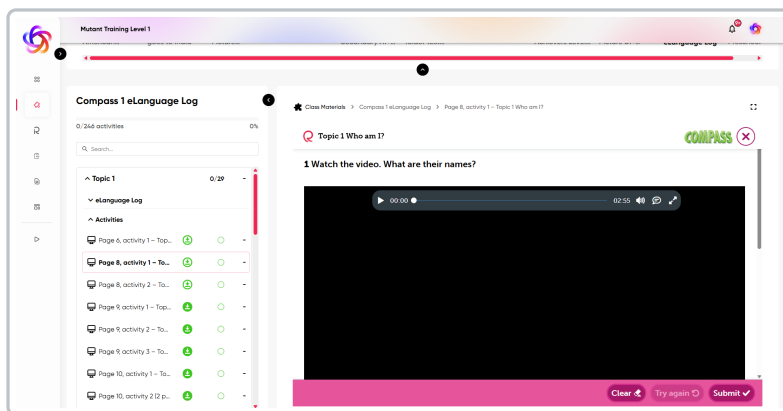 Mutant Training Level 1
9+
eLanguage Log
Compass 1 eLanguage Log
0/246 activities 0%
Search...
Topic 1 0/29 -
eLanguage Log
Activities
Page 6, activity 1 – Top... -
Page 8, activity 1 – To... -
Page 8, activity 2 – To... -
Page 9, activity 1 – Top... -
Page 9, activity 2 – To... -
Page 9, activity 3 – To... -
Page 10, activity 1 – To... -
Page 10, activity 2 (2 p... -
Class Materials > Compass 1 eLanguage Log > Page 8, activity 1 – Topic 1 Who am I?
Topic 1 Who am I?
COMPASS
1 Watch the video. What are their names?
00:00 02:55
Clear Try again Submit